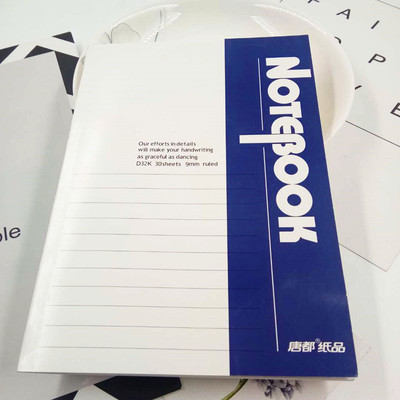 NOTEBOOK
Our efforts in details
will make your handwriting
as graceful as dancing
D32K 30sheets 9mm ruled
唐都®纸品
ple